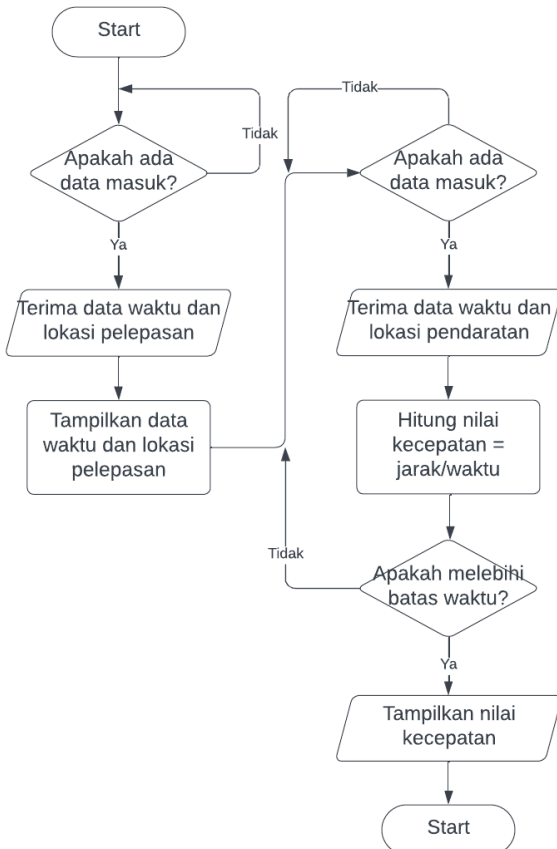 Start
Tidak
Apakah ada
data masuk?
Ya
Terima data waktu dan
lokasi pelepasan
Tampilkan data
waktu dan lokasi
pelepasan
Tidak
Apakah ada
data masuk?
Ya
Terima data waktu dan
lokasi pendaratan
Hitung nilai
kecepatan =
jarak/waktu
Tidak
Apakah melebihi
batas waktu?
Ya
Tampilkan nilai
kecepatan
Start